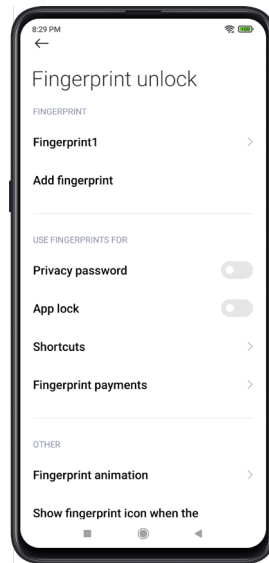 8:29 PM
100
Fingerprint unlock
FINGERPRINT
Fingerprint1
Add fingerprint
USE FINGERPRINTS FOR
Privacy password
App lock
Shortcuts
Fingerprint payments
OTHER
Fingerprint animation
Show fingerprint icon when the